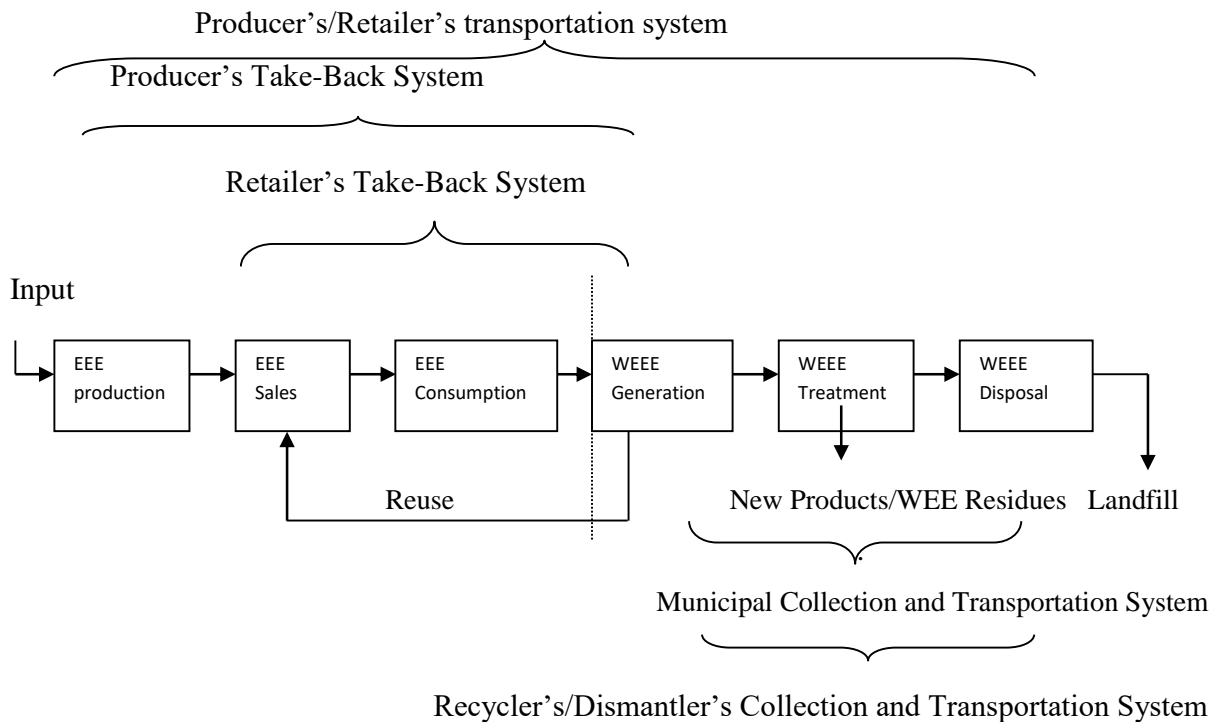 Producer’s/Retailer’s transportation system
Producer’s Take-Back System
Retailer’s Take-Back System
Input
EEE
production
EEE
Sales
EEE
Consumption
WEEE
Generation
WEEE
Treatment
WEEE
Disposal
Reuse
New Products/WEE Residues
Landfill
Municipal Collection and Transportation System
Recycler’s/Dismantler’s Collection and Transportation System